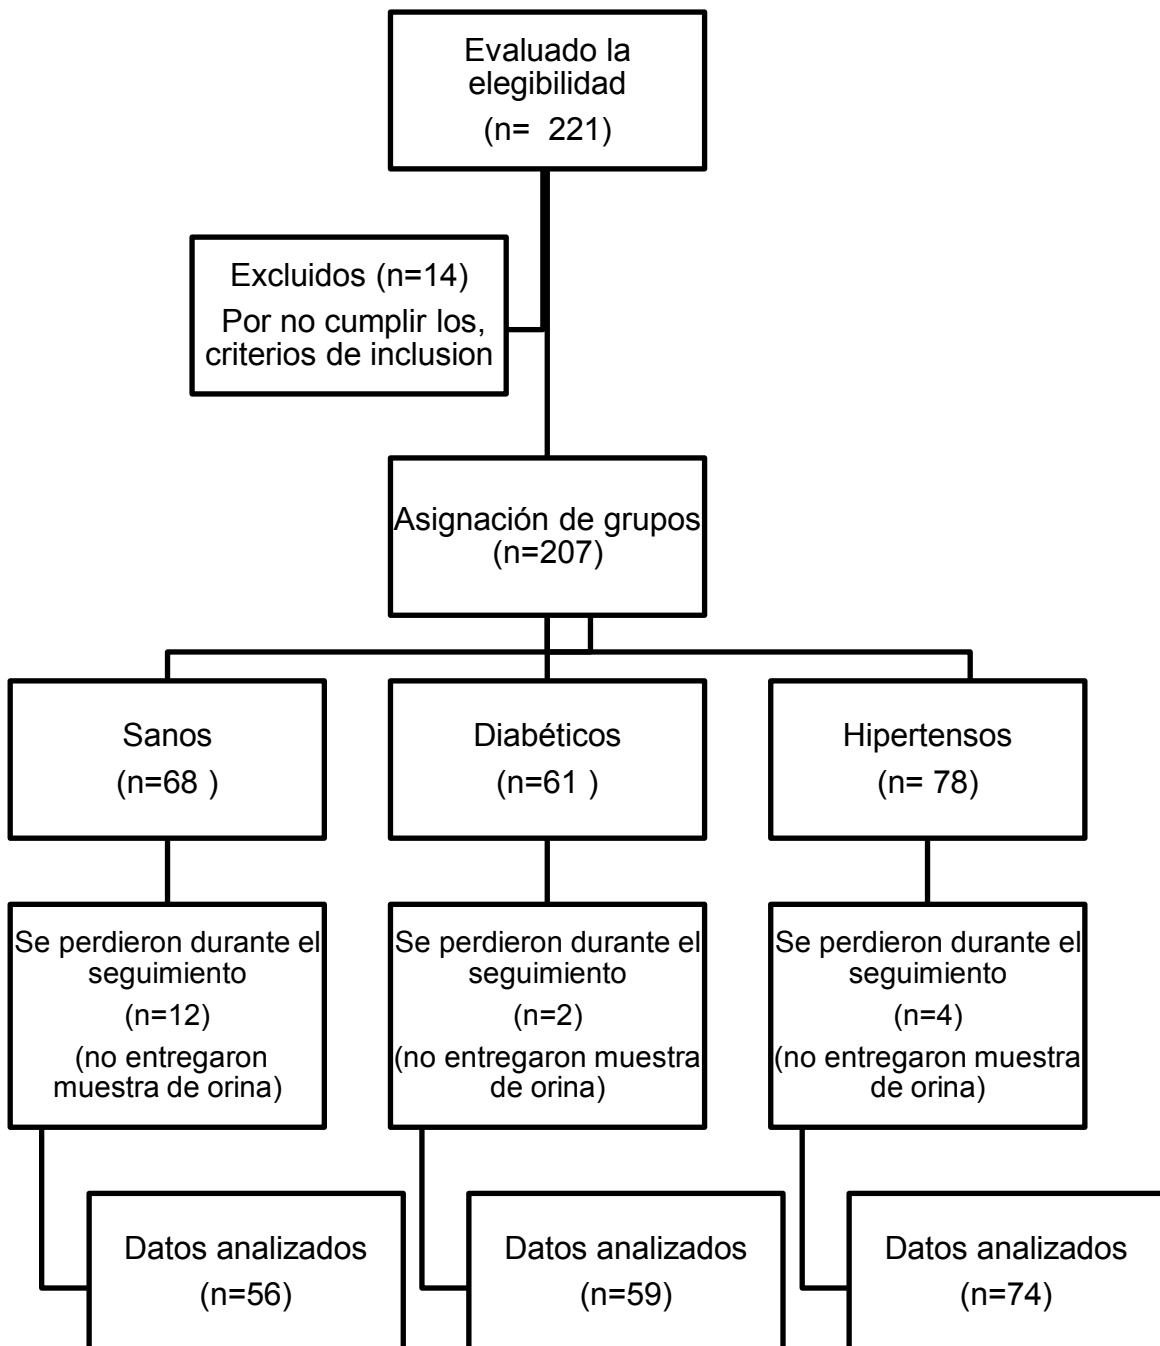 Evaluado la
elegibilidad
(n=  221)
Excluidos (n=14)
Por no cumplir los,
criterios de inclusion
Asignación de grupos
(n=207)
Sanos
(n=68 )
Diabéticos
(n=61 )
Hipertensos
(n= 78)
Se perdieron durante el
seguimiento
(n=12)
(no entregaron
muestra de orina)
Se perdieron durante el
seguimiento
(n=2)
(no entregaron muestra
de orina)
Se perdieron durante el
seguimiento
(n=4)
(no entregaron muestra
de orina)
Datos analizados
(n=56)
Datos analizados
(n=59)
Datos analizados
(n=74)